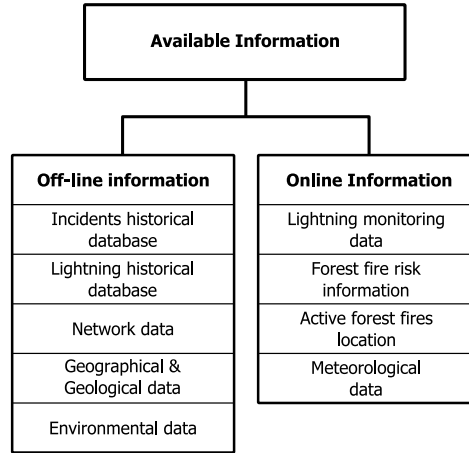 Available Information
Off-line information
Incidents historical
database
Lightning historical
database
Network data
Geographical &
Geological data
Environmental data
Online Information
Lightning monitoring
data
Forest fire risk
information
Active forest fires
location
Meteorological
data